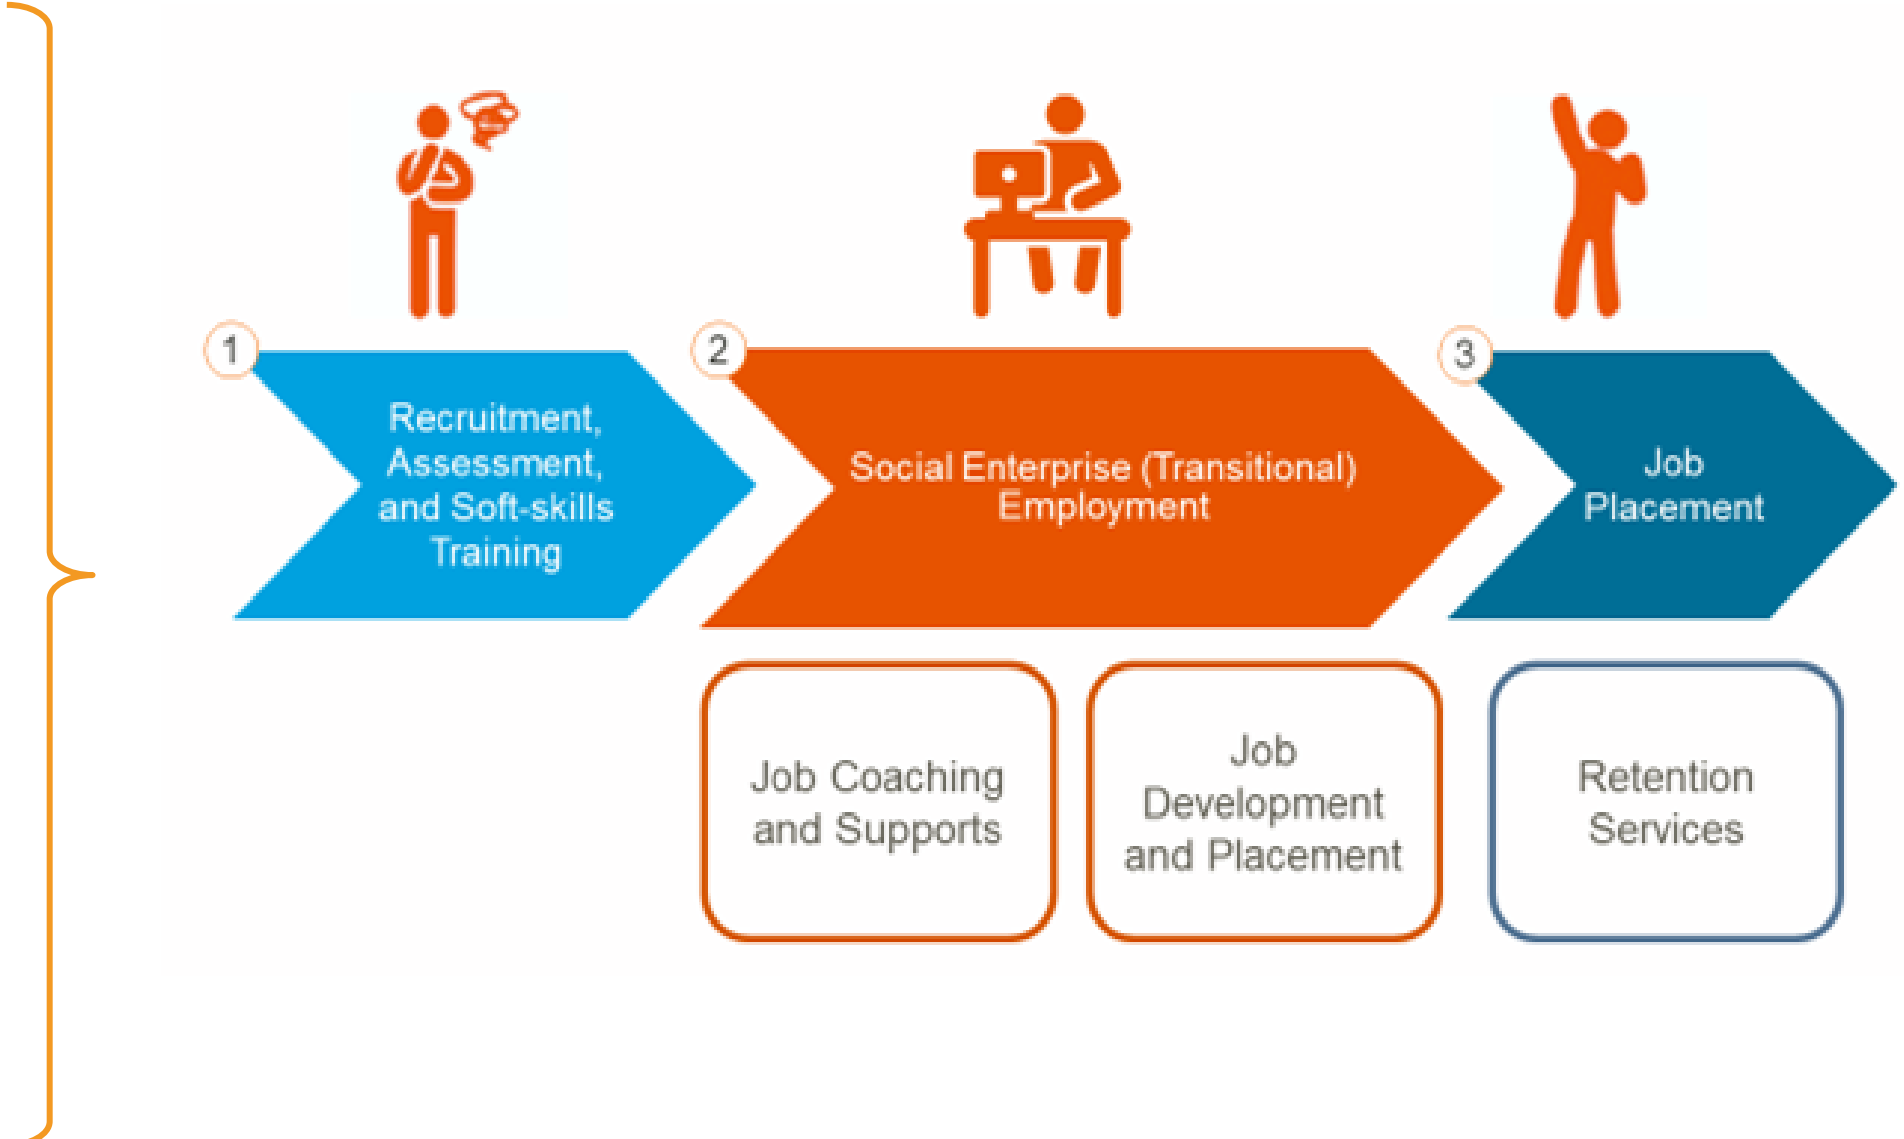 1
Recruitment,
Assessment,
and Soft-skills
Training
2
Social Enterprise (Transitional)
Employment
3
Job
Placement
Job Coaching
and Supports
Job
Development
and Placement
Retention
Services